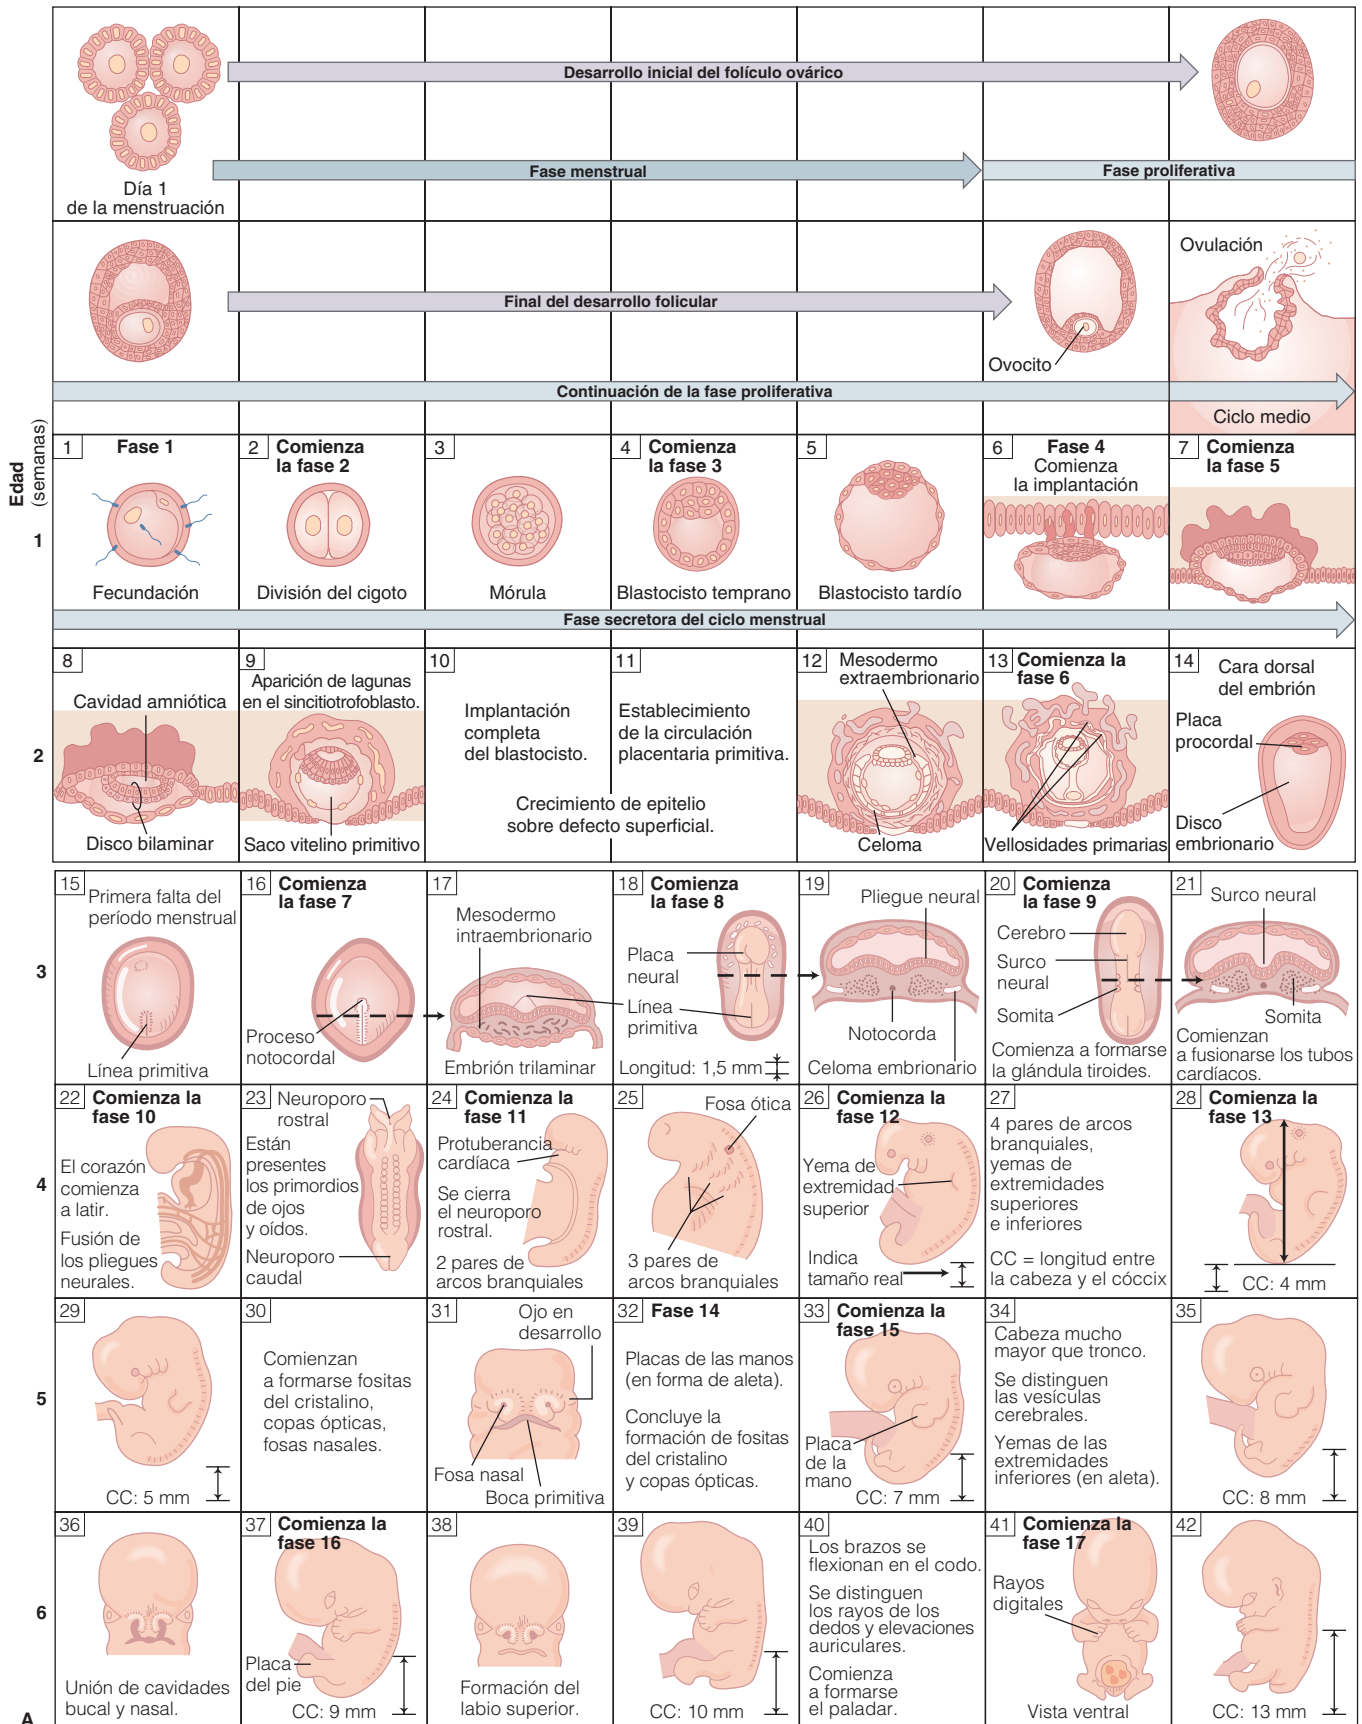 Desarrollo inicial del folículo ovárico
Fase menstrual
Fase proliferativa
Día 1
de la menstruación
Ovulación
Final del desarrollo folicular
Ovocito
Continuación de la fase proliferativa
Ciclo medio
Edad
(semanas)
1
1
Fase 1
Fecundación
2
Comienza
la fase 2
División del cigoto
3
Mórula
4
Comienza
la fase 3
Blastocisto temprano
5
Blastocisto tardío
6
Fase 4
Comienza
la implantación
7
Comienza
la fase 5
Fase secretora del ciclo menstrual
2
8
Cavidad amniótica
Disco bilaminar
9
Aparición de lagunas
en el sincitiotrofoblasto.
Saco vitelino primitivo
10
Implantación
completa
del blastocisto.
11
Establecimiento
de la circulación
placentaria primitiva.
Crecimiento de epitelio
sobre defecto superficial.
12
Mesodermo
extraembrionario
Celoma
13
Comienza la
fase 6
Vellosidades primarias
14
Cara dorsal
del embrión
Placa
procordal
Disco
embrionario
3
15
Primera falta del
período menstrual
Línea primitiva
16
Comienza
la fase 7
Proceso
notocordal
17
Mesodermo
intraembrionario
Embrión trilaminar
18
Comienza
la fase 8
Placa
neural
Línea
primitiva
Longitud: 1,5 mm
19
Pliegue neural
Notocorda
Celoma embrionario
20
Comienza
la fase 9
Cerebro
Surco
neural
Somita
Comienza a formarse
la glándula tiroides.
21
Surco neural
Somita
Comienzan
a fusionarse los tubos
cardíacos.
4
22
Comienza la
fase 10
El corazón
comienza
a latir.
Fusión de
los pliegues
neurales.
23
Neuroporo
rostral
Están
presentes
los primordios
de ojos
y oídos.
Neuroporo
caudal
24
Comienza la
fase 11
Protuberancia
cardíaca
Se cierra
el neuroporo
rostral.
2 pares de
arcos branquiales
25
Fosa ótica
3 pares de
arcos branquiales
26
Comienza la
fase 12
Yema de
extremidad
superior
Indica
tamaño real
27
4 pares de arcos
branquiales,
yemas de
extremidades
superiores
e inferiores
CC = longitud entre
la cabeza y el cóccix
28
Comienza la
fase 13
CC: 4 mm
5
29
CC: 5 mm
30
Comienzan
a formarse fositas
del cristalino,
copas ópticas,
fosas nasales.
31
Ojo en
desarrollo
Fosa nasal
Boca primitiva
32
Fase 14
Placas de las manos
(en forma de aleta).
Concluye la
formación de fositas
del cristalino
y copas ópticas.
33
Comienza la
fase 15
Placa
de la
mano
CC: 7 mm
34
Cabeza mucho
mayor que tronco.
Se distinguen
las vesículas
cerebrales.
Yemas de las
extremidades
inferiores (en aleta).
35
CC: 8 mm
6
36
Unión de cavidades
bucal y nasal.
37
Comienza la
fase 16
Placa
del pie
CC: 9 mm
38
Formación del
labio superior.
39
CC: 10 mm
40
Los brazos se
flexionan en el codo.
Se distinguen
los rayos de los
dedos y elevaciones
auriculares.
Comienza
a formarse
el paladar.
41
Comienza la
fase 17
Rayos
digitales
Vista ventral
42
CC: 13 mm
A